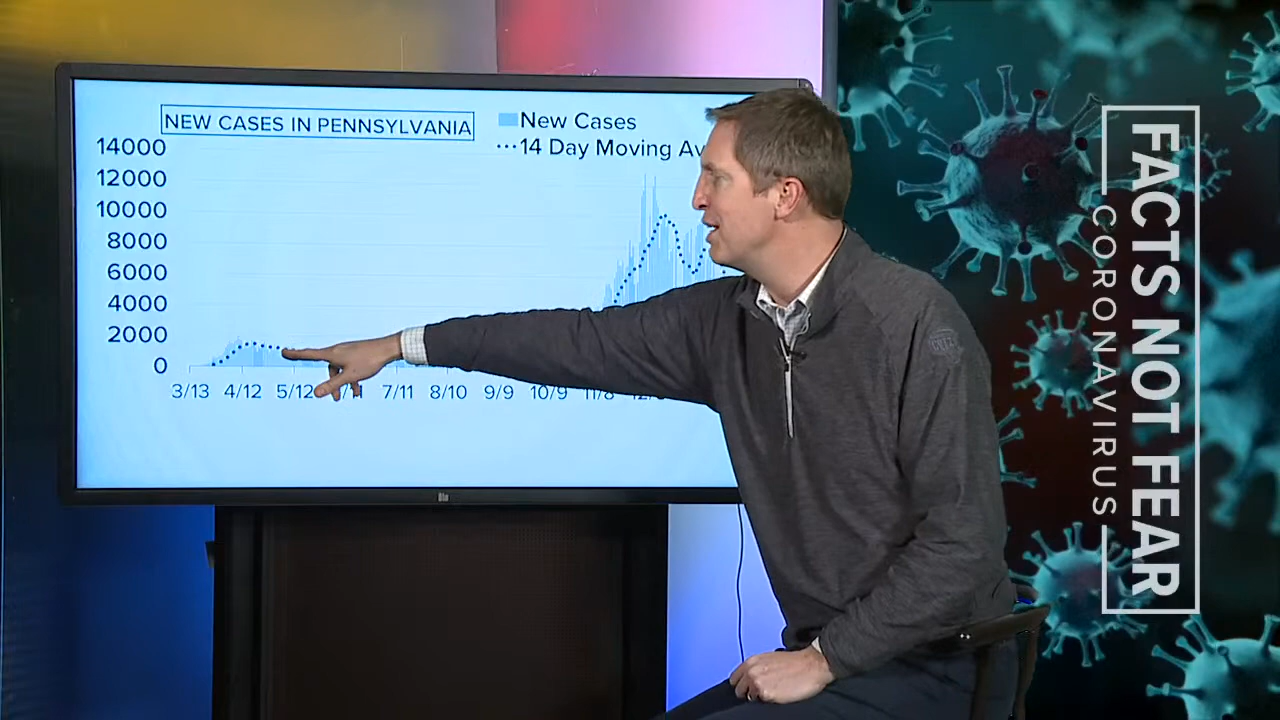 NEW CASES IN PENNSYLVANIA
New Cases
14 Day Moving Av
14000
12000
10000
8000
6000
4000
2000
0
3/13 4/12 5/12 7/11 8/10 9/9 10/9 11/8
FACTS NOT FEAR
CORONAVIRUS